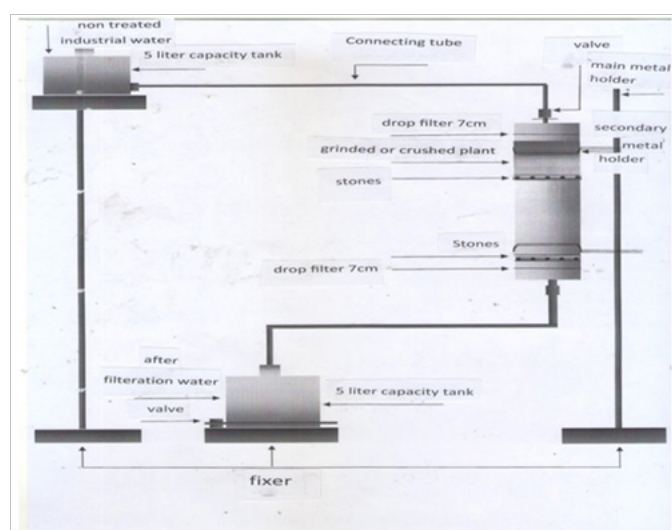 non treated
industrial water
5 liter capacity tank
Connecting tube
valve
main metal
holder
drop filter 7cm
secondary
metal
holder
grinded or crushed plant
stones
Stones
drop filter 7cm
after
filteration water
5 liter capacity tank
valve
fixer